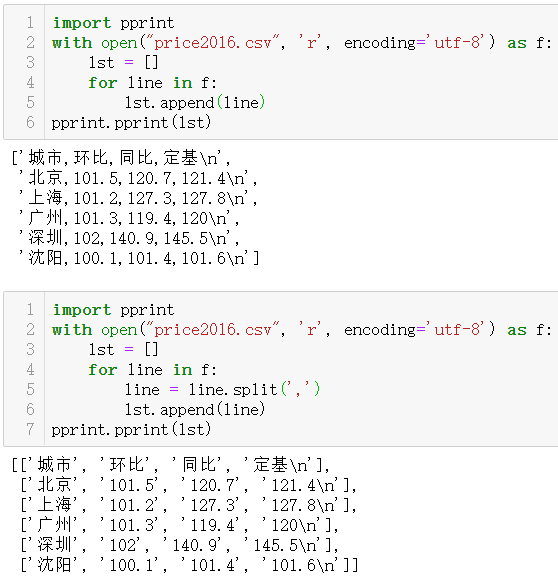 1 import pprint
2 with open("price2016.csv", 'r', encoding='utf-8') as f:
3     lst = []
4     for line in f:
5         lst.append(line)
6 pprint.pprint(lst)
['城市,环比,同比,定基\n',
 '北京,101.5,120.7,121.4\n',
 '上海,101.2,127.3,127.8\n',
 '广州,101.3,119.4,120\n',
 '深圳,102,140.9,145.5\n',
 '沈阳,100.1,101.4,101.6\n']
1 import pprint
2 with open("price2016.csv", 'r', encoding='utf-8') as f:
3     lst = []
4     for line in f:
5         line = line.split(',')
6         lst.append(line)
7 pprint.pprint(lst)
[['城市', '环比', '同比', '定基\n'],
 ['北京', '101.5', '120.7', '121.4\n'],
 ['上海', '101.2', '127.3', '127.8\n'],
 ['广州', '101.3', '119.4', '120\n'],
 ['深圳', '102', '140.9', '145.5\n'],
 ['沈阳', '100.1', '101.4', '101.6\n']]